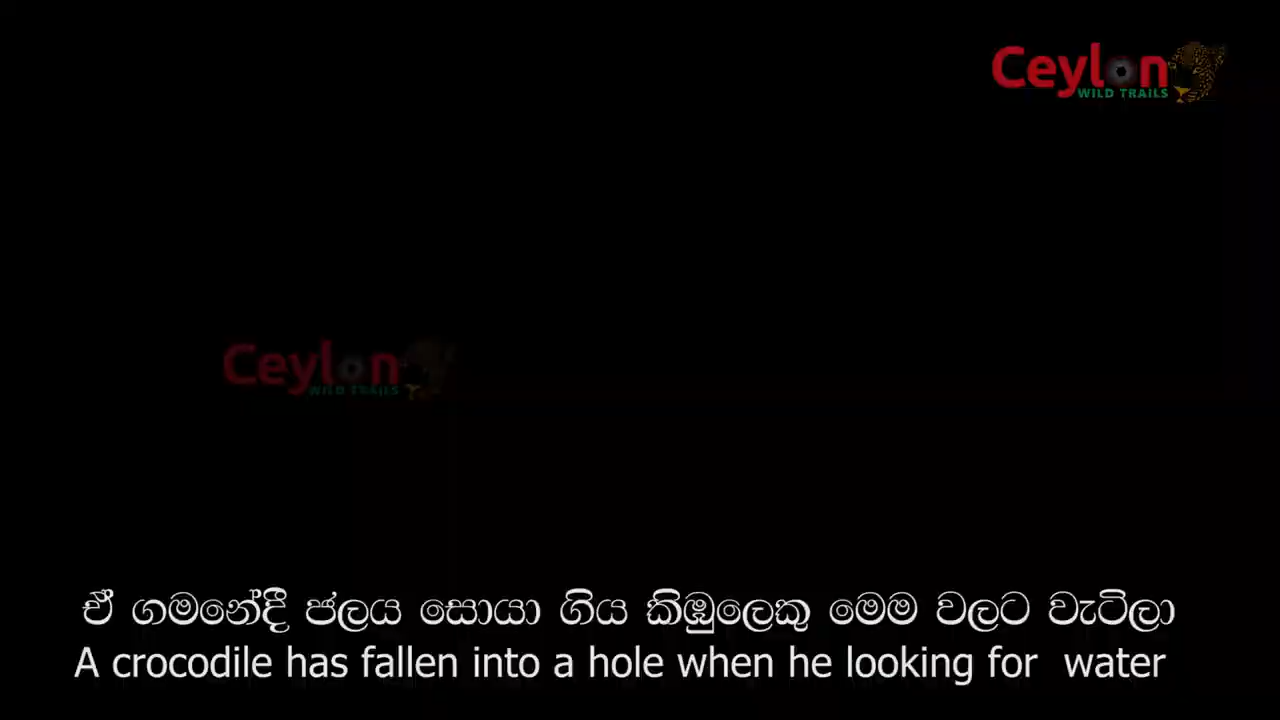 Ceylon
WILD TRAILS
Ceylon
WILD TRAILS
ඒ ගමනේදී ජලය සොයා ගිය කිඹුලෙකු මෙම වලට වැටිලා
A crocodile has fallen into a hole when he looking for  water